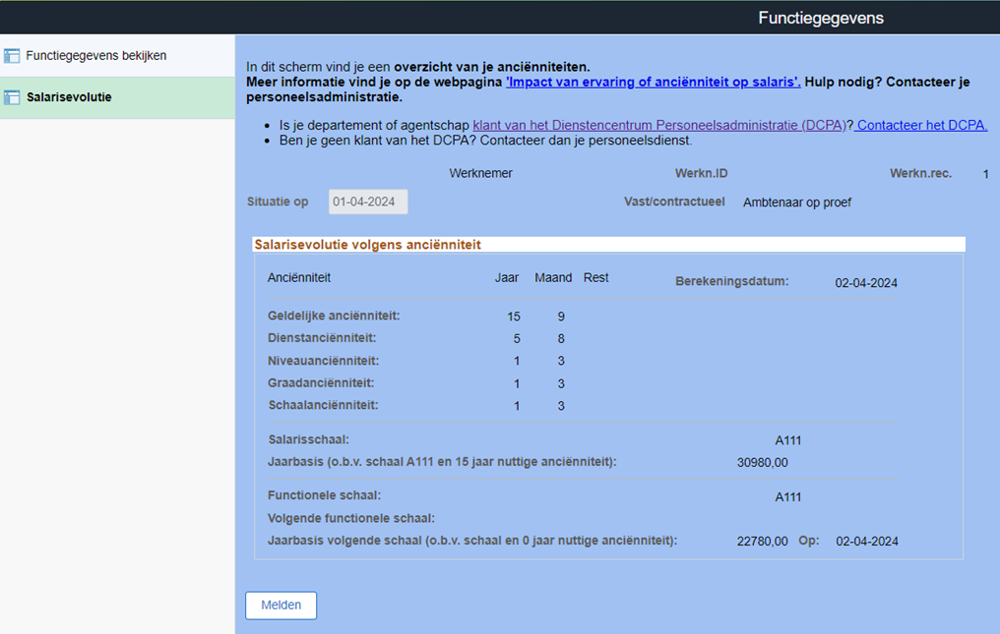 Functiegegevens
Functiegegevens bekijken
Salarisevolutie
In dit scherm vind je een overzicht van je anciënniteiten.
Meer informatie vind je op de webpagina 'Impact van ervaring of anciënniteit op salaris'. Hulp nodig? Contacteer je
personeelsadministratie.
• Is je departement of agentschap klant van het Dienstencentrum Personeelsadministratie (DCPA)? Contacteer het DCPA.
• Ben je geen klant van het DCPA? Contacteer dan je personeelsdienst.
Werknemer Werkn.ID Werkn.rec. 1
Situatie op 01-04-2024 Vast/contractueel Ambtenaar op proef
Salarisevolutie volgens anciënniteit
Anciënniteit Jaar Maand Rest Berekeningsdatum: 02-04-2024
Geldelijke anciënniteit: 15 9
Dienstanciënniteit: 5 8
Niveauanciënniteit: 1 3
Graadanciënniteit: 1 3
Schaalanciënniteit: 1 3
Salarisschaal: A111
Jaarbasis (o.b.v. schaal A111 en 15 jaar nuttige anciënniteit): 30980,00
Functionele schaal: A111
Volgende functionele schaal:
Jaarbasis volgende schaal (o.b.v. schaal en 0 jaar nuttige anciënniteit): 22780,00 Op: 02-04-2024
Melden